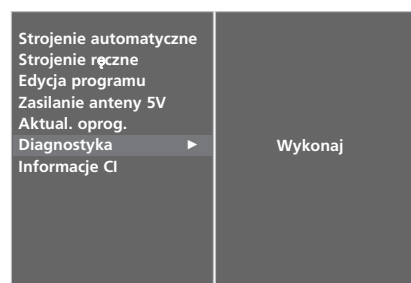 Strojenie automatyczne
Strojenie ręczne
Edycja programu
Zasilanie anteny 5V
Aktual. oprog.
Diagnostyka ►
Wykonaj
Informacje CI